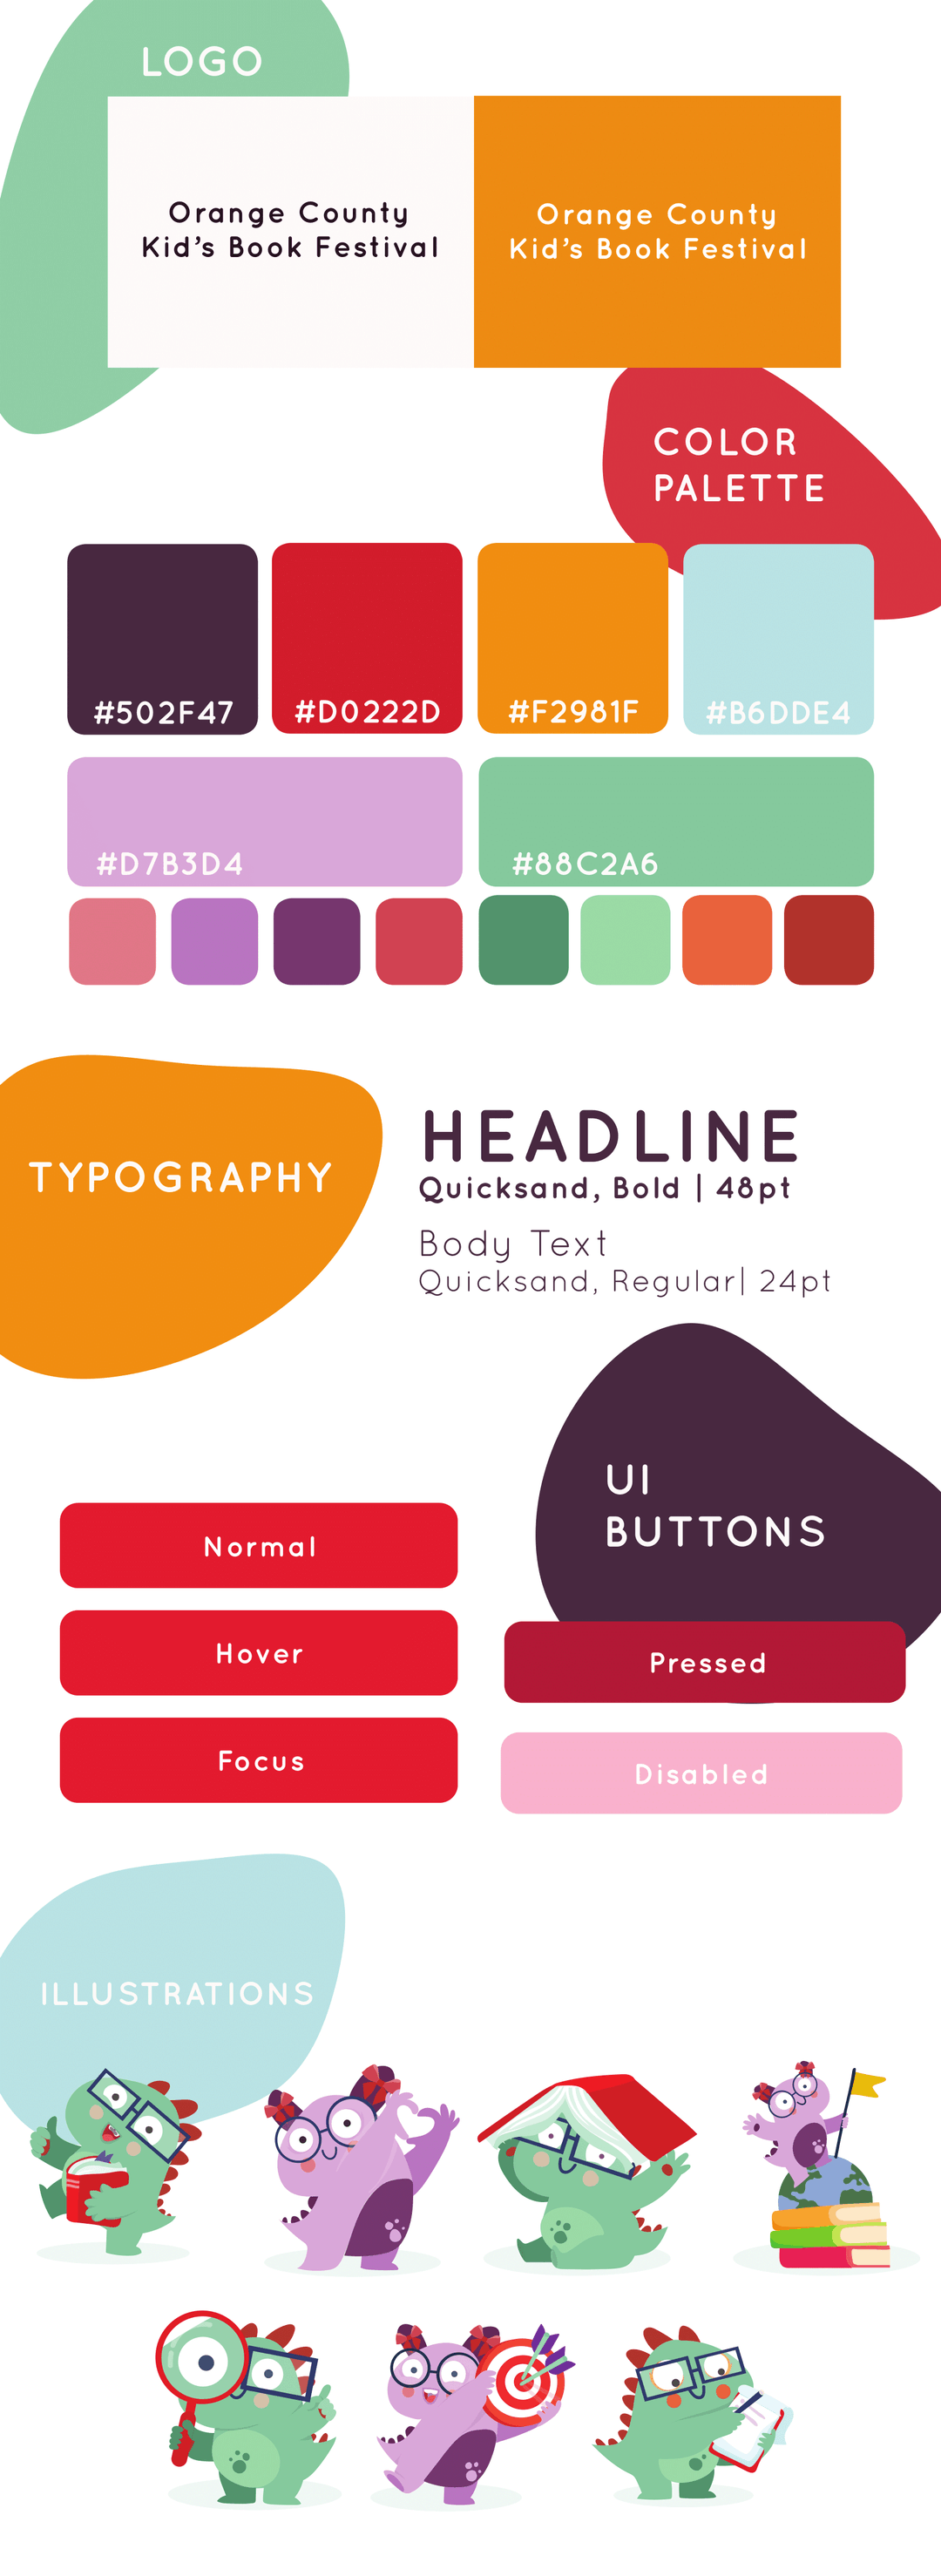 LOGO
Orange County
Kid's Book Festival
Orange County
Kid's Book Festival
COLOR
PALETTE
#502F47
#D0222D
#F2981F
#B6DDE4
#D7B3D4
#88C2A6
TYPOGRAPHY
HEADLINE
Quicksand, Bold | 48pt
Body Text
Quicksand, Regular| 24pt
UI
BUTTONS
Normal
Hover
Focus
Pressed
Disabled
ILLUSTRATIONS